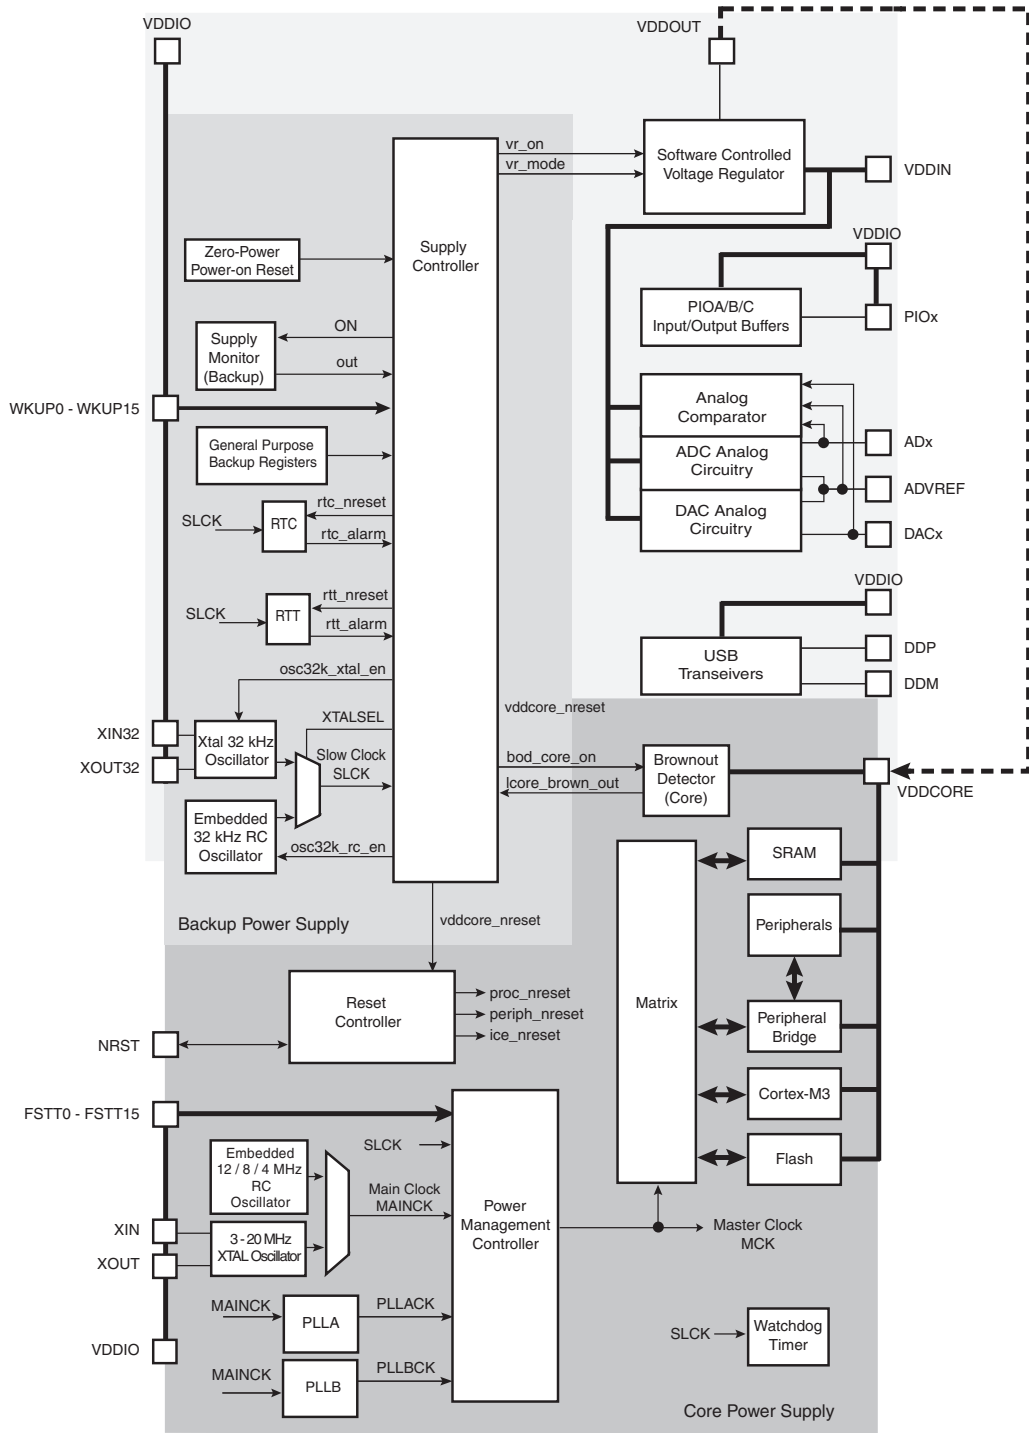 VDDIO
VDDOUT
vr_on
vr_mode
Software Controlled
Voltage Regulator
VDDIN
Supply
Controller
Zero-Power
Power-on Reset
VDDIO
PIOA/B/C
Input/Output Buffers
PIOx
ON
Supply
Monitor
(Backup)
out
WKUP0 - WKUP15
Analog
Comparator
ADx
General Purpose
Backup Registers
ADC Analog
Circuitry
ADVREF
rtc_nreset
SLCK
RTC
rtc_alarm
DAC Analog
Circuitry
DACx
VDDIO
rtt_nreset
SLCK
RTT
rtt_alarm
USB
Transeivers
DDP
DDM
osc32k_xtal_en
vddcore_nreset
XTALSEL
XIN32
Xtal 32 kHz
Oscillator
XOUT32
Slow Clock
SLCK
bod_core_on
Brownout
Detector
(Core)
lcore_brown_out
VDDCORE
Embedded
32 kHz RC
Oscillator
osc32k_rc_en
SRAM
Backup Power Supply
vddcore_nreset
Peripherals
Reset
Controller
proc_nreset
periph_nreset
ice_nreset
Matrix
Peripheral
Bridge
NRST
Cortex-M3
FSTT0 - FSTT15
SLCK
Embedded
12 / 8 / 4 MHz
RC
Oscillator
Flash
Main Clock
MAINCK
Power
Management
Controller
XIN
3 - 20 MHz
XTAL Oscillator
XOUT
Master Clock
MCK
MAINCK
PLLA
PLLACK
VDDIO
SLCK
Watchdog
Timer
MAINCK
PLLB
PLLBCK
Core Power Supply